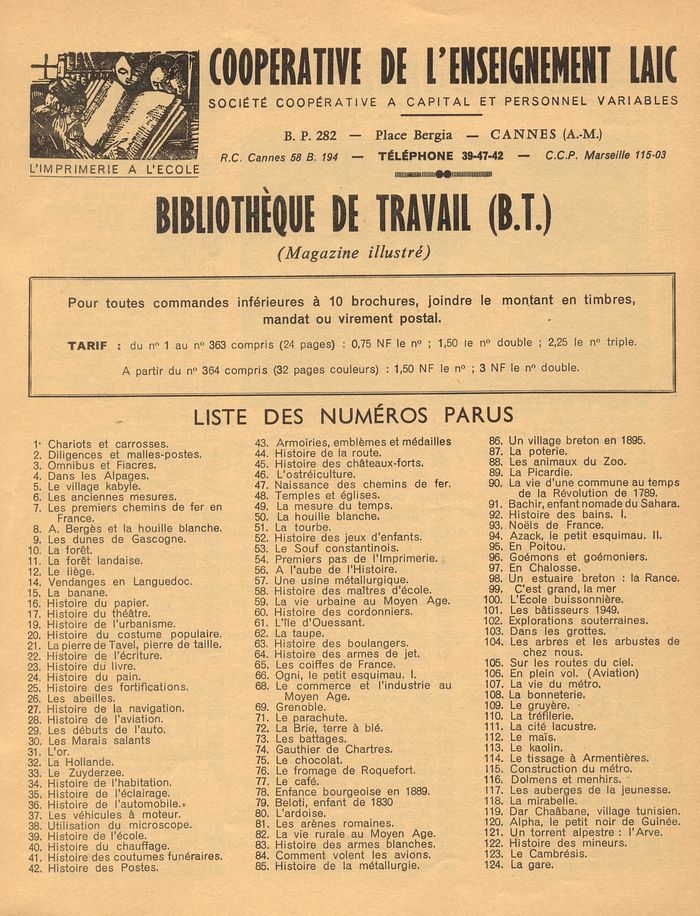 COOPERATIVE DE L'ENSEIGNEMENT LAIC
SOCIÉTÉ COOPÉRATIVE A CAPITAL ET PERSONNEL VARIABLES
B. P. 282 — Place Bergia — CANNES (A.-M.)
R.C. Cannes 58 B. 194 — TÉLÉPHONE 39-47-42 — C.C.P. Marseille 115-03
L'IMPRIMERIE A L'ECOLE
BIBLIOTHÈQUE DE TRAVAIL (B.T.)
(Magazine illustré)
Pour toutes commandes inférieures à 10 brochures, joindre le montant en timbres,
mandat ou virement postal.
TARIF : du nº 1 au nº 363 compris (24 pages) : 0,75 NF le nº ; 1,50 le nº double ; 2,25 le nº triple.
A partir du nº 364 compris (32 pages couleurs) : 1,50 NF le nº ; 3 NF le nº double.
LISTE DES NUMÉROS PARUS
1. Chariots et carrosses.
2. Diligences et malles-postes.
3. Omnibus et Fiacres.
4. Dans les Alpages.
5. Le village kabyle.
6. Les anciennes mesures.
7. Les premiers chemins de fer en
France.
8. A. Bergès et la houille blanche.
9. Les dunes de Gascogne.
10. La forêt.
11. La forêt landaise.
12. Le liège.
14. Vendanges en Languedoc.
15. La banane.
16. Histoire du papier.
17. Histoire du théâtre.
19. Histoire de l'urbanisme.
20. Histoire du costume populaire.
21. La pierre de Tavel, pierre de taille.
22. Histoire de l'écriture.
23. Histoire du livre.
24. Histoire du pain.
25. Histoire des fortifications.
26. Les abeilles.
27. Histoire de la navigation.
28. Histoire de l'aviation.
29. Les débuts de l'auto.
30. Les Marais salants
31. L'or.
32. La Hollande.
33. Le Zuyderzee.
34. Histoire de l'habitation.
35. Histoire de l'éclairage.
36. Histoire de l'automobile.
37. Les véhicules à moteur.
38. Utilisation du microscope.
39. Histoire de l'école.
40. Histoire du chauffage.
41. Histoire des coutumes funéraires.
42. Histoire des Postes.
43. Armoiries, emblèmes et médailles
44. Histoire de la route.
45. Histoire des châteaux-forts.
46. L'ostréiculture.
47. Naissance des chemins de fer.
48. Temples et églises.
49. La mesure du temps.
50. La houille blanche.
51. La tourbe.
52. Histoire des jeux d'enfants.
53. Le Souf constantinois.
54. Premiers pas de l'Imprimerie.
56. A l'aube de l'Histoire.
57. Une usine métallurgique.
58. Histoire des maîtres d'école.
59. La vie urbaine au Moyen Age.
60. Histoire des cordonniers.
61. L'île d'Ouessant.
62. La taupe.
63. Histoire des boulangers.
64. Histoire des armes de jet.
65. Les coiffes de France.
66. Ogni, le petit esquimau. I.
68. Le commerce et l'industrie au
Moyen Age.
69. Grenoble.
71. Le parachute.
72. La Brie, terre à blé.
73. Les battages.
74. Gauthier de Chartres.
75. Le chocolat.
76. Le fromage de Roquefort.
77. Le café.
78. Enfance bourgeoise en 1889.
79. Beloti, enfant de 1830
80. L'ardoise.
81. Les arènes romaines.
82. La vie rurale au Moyen Age.
83. Histoire des armes blanches.
84. Comment volent les avions.
85. Histoire de la métallurgie.
86. Un village breton en 1895.
87. La poterie.
88. Les animaux du Zoo.
89. La Picardie.
90. La vie d'une commune au temps
de la Révolution de 1789.
91. Bachir, enfant nomade du Sahara.
92. Histoire des bains. I.
93. Noëls de France.
94. Azack, le petit esquimau. II.
95. En Poitou.
96. Goémons et goémoniers.
97. En Chalosse.
98. Un estuaire breton : la Rance.
99. C'est grand, la mer
100. L'Ecole buissonnière.
101. Les bâtisseurs 1949.
102. Explorations souterraines.
103. Dans les grottes.
104. Les arbres et les arbustes de
chez nous.
105. Sur les routes du ciel.
106. En plein vol. (Aviation)
107. La vie du métro.
108. La bonneterie.
109. Le gruyère.
110. La tréfilerie.
111. La cité lacustre.
112. Le maïs.
113. Le kaolin.
114. Le tissage à Armentières.
115. Construction du métro.
116. Dolmens et menhirs.
117. Les auberges de la jeunesse.
118. La mirabelle.
119. Dar Chaâbane, village tunisien.
120. Alpha, le petit noir de Guinée.
121. Un torrent alpestre : l'Arve.
122. Histoire des mineurs.
123. Le Cambrésis.
124. La gare.